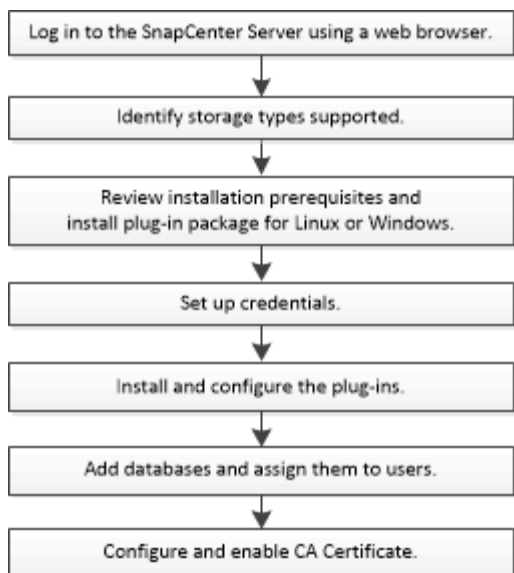 Log in to the SnapCenter Server using a web browser.
Identify storage types supported.
Review installation prerequisites and
install plug-in package for Linux or Windows.
Set up credentials.
Install and configure the plug-ins.
Add databases and assign them to users.
Configure and enable CA Certificate.